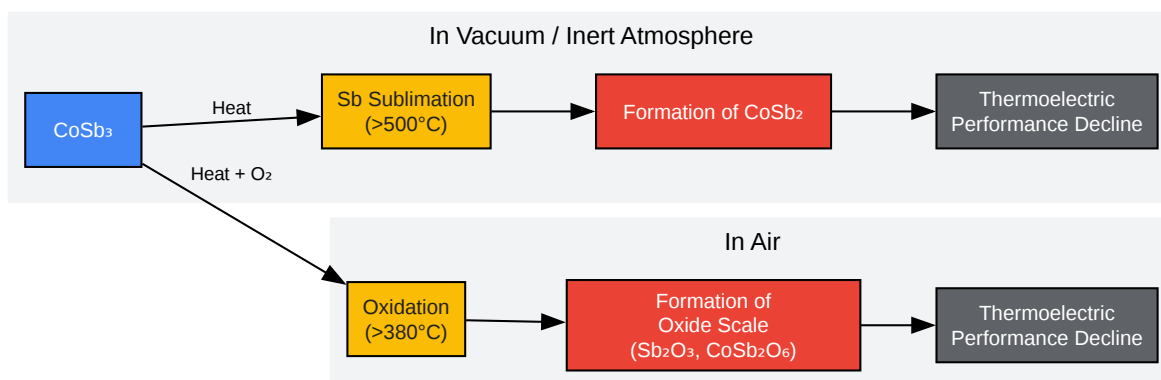 In Vacuum / Inert Atmosphere
CoSb₃
Heat
Sb Sublimation
(>500°C)
Formation of CoSb₂
Thermoelectric
Performance Decline
Heat + O₂
In Air
Oxidation
(>380°C)
Formation of
Oxide Scale
(Sb₂O₃, CoSb₂O₆)
Thermoelectric
Performance Decline